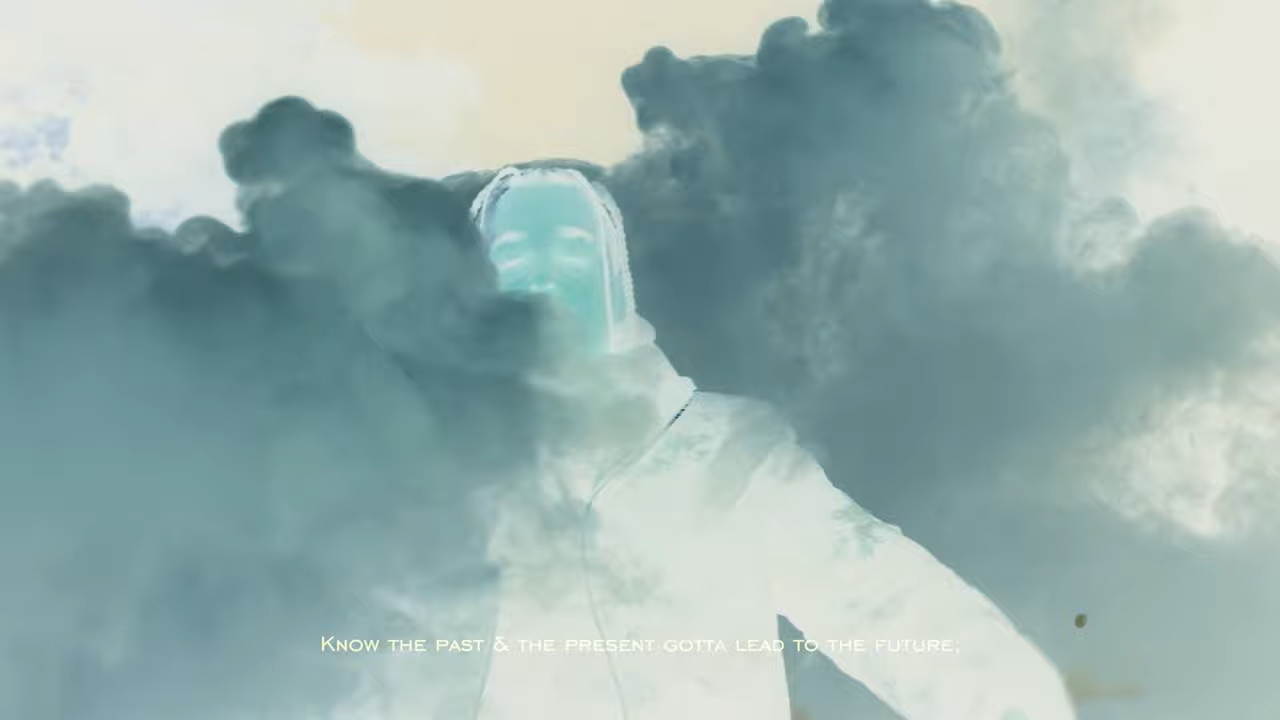 Know the past & the present gotta lead to the future;